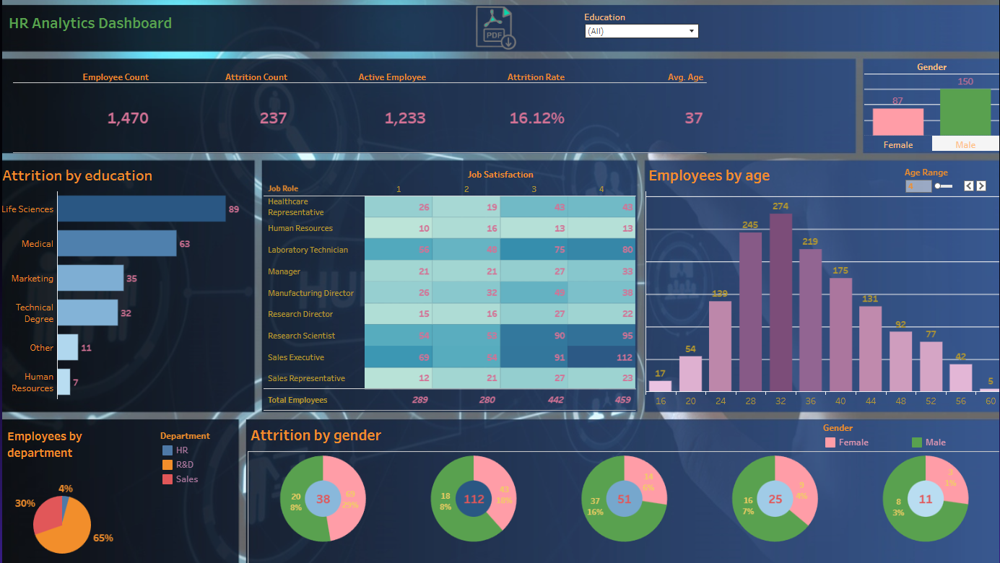 HR Analytics Dashboard
PDF
Education
(All)
Employee Count Attrition Count Active Employee Attrition Rate Avg. Age
1,470 237 1,233 16.12% 37
Gender
150
87
Female Male
Attrition by education
Life Sciences 89
Medical 63
Marketing 35
Technical
Degree 32
Other 11
Human
Resources 7
Job Satisfaction
Job Role 1 2 3 4
Healthcare
Representative 26 19 43 43
Human Resources 10 16 13 13
Laboratory Technician 48 75 80
Manager 21 21 27 33
Manufacturing Director 26 32 49 38
Research Director 15 16 27 22
Research Scientist 54 53 90 95
Sales Executive 69 54 91 112
Sales Representative 12 21 27 23
Total Employees 289 280 442 459
Employees by age
Age Range
4
17 54 139 245 274 219 175 131 92 77 42 5
16 20 24 28 32 36 40 44 48 52 56 60
Employees by
department
Department
HR
R&D
Sales
4%
30%
65%
Attrition by gender
Gender
Female Male
20
8%
38
69
29%
18
8%
112
43
18%
37
16%
51
14
6%
16
7%
25
9
4%
8
3%
11
1%